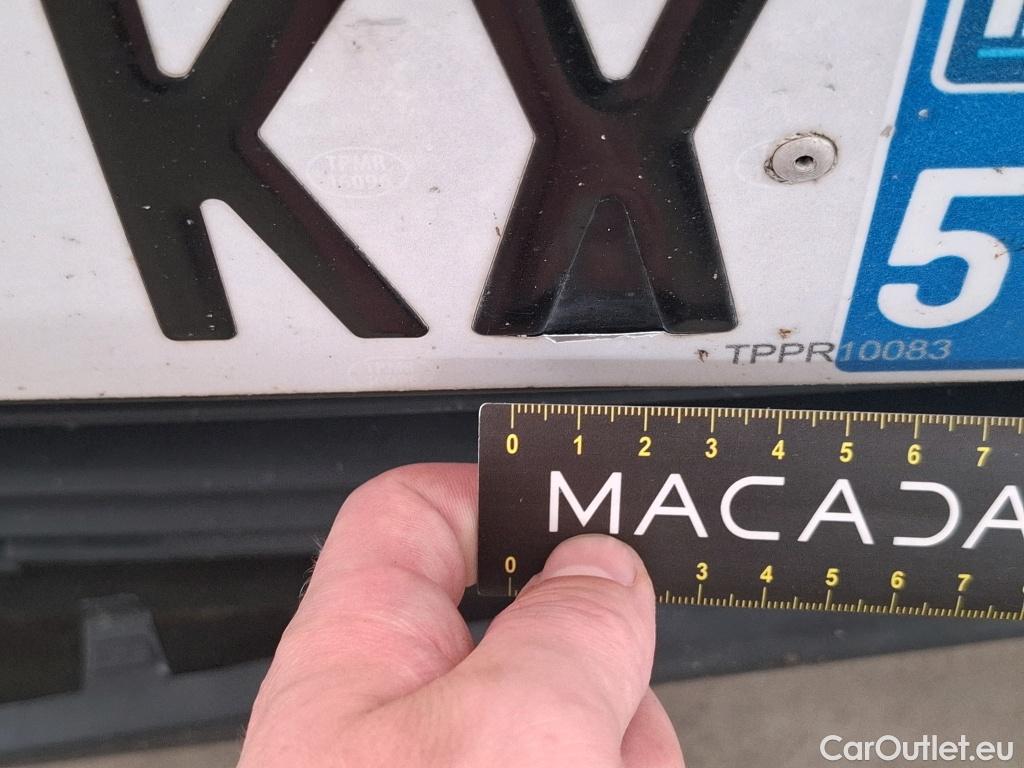 KX
5
TPPR10083
0 1 2 3 4 5 6 7
MACADA
0 3 4 5 6 7
CarOutlet.eu